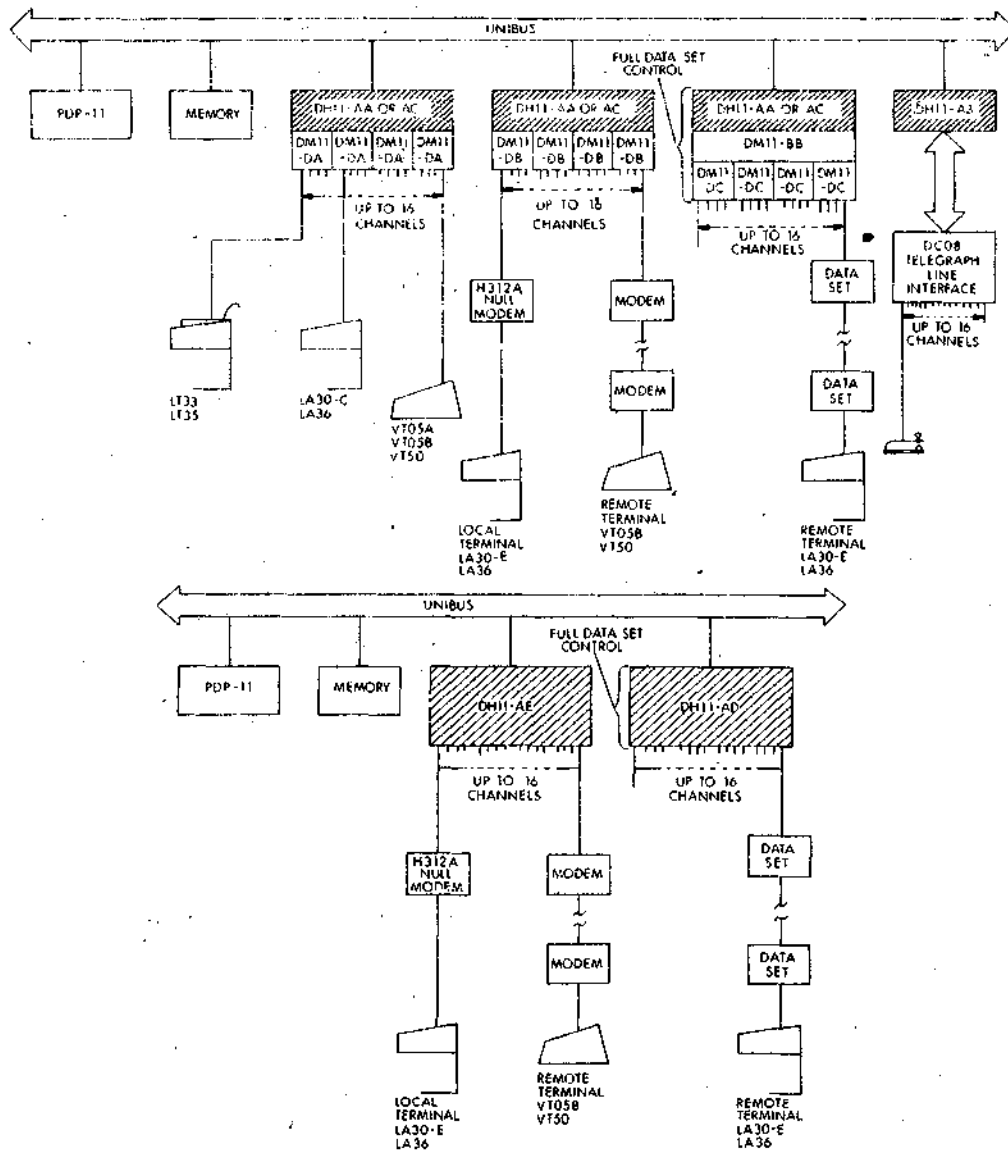 UNIBUS
FULL DATA SET
CONTROL
PDP-11
MEMORY
DH11-AA OR AC
DH11-AA OR AC
DH11-AA OR AC
DM11
-DA
DM11
-DA
DM11
-DA
DM11
-DA
DM11
-DB
DM11
-DB
DM11
-DB
DM11
-DB
DM11-BB
DM11
-DC
DM11
-DC
DM11
-DC
DM11
-DC
UP TO 16
CHANNELS
UP TO 16
CHANNELS
UP TO 16
CHANNELS
DC08
TELEGRAPH
LINE
INTERFACE
UP TO 16
CHANNELS
H312A
NULL
MODEM
MODEM
MODEM
DATA
SET
DATA
SET
LT33
LT35
LA30-C
LA36
VT05A
VT05B
VT50
LOCAL
TERMINAL
LA30-E
LA36
REMOTE
TERMINAL
VT05B
VT50
REMOTE
TERMINAL
LA30-E
LA36
UNIBUS
FULL DATA SET
CONTROL
PDP-11
MEMORY
DH11-AE
DH11-AD
UP TO 16
CHANNELS
UP TO 16
CHANNELS
H312A
NULL
MODEM
MODEM
MODEM
DATA
SET
DATA
SET
LOCAL
TERMINAL
LA30-E
LA36
REMOTE
TERMINAL
VT05B
VT50
REMOTE
TERMINAL
LA30-E
LA36